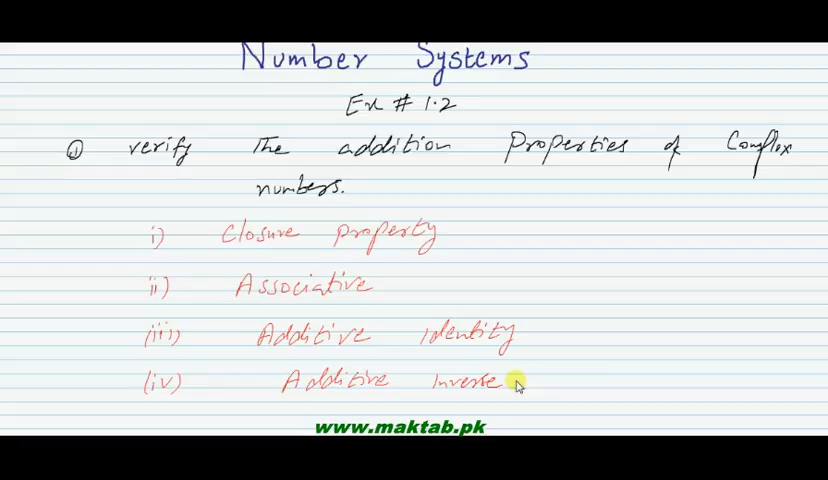 Number Systems
Ex # 1.2
① verify the addition Properties of Complex
numbers.
i) Closure property
ii) Associative
(iii) Additive identity
(iv) Additive inverse
www.maktab.pk